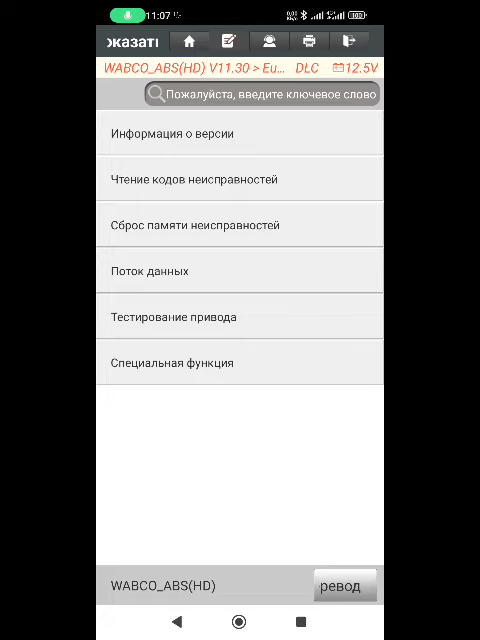 11:07
оказать
WABCO_ABS(HD) V11.30 > Eu... DLC 12.5V
Пожалуйста, введите ключевое слово
Информация о версии
Чтение кодов неисправностей
Сброс памяти неисправностей
Поток данных
Тестирование привода
Специальная функция
WABCO_ABS(HD) ревод